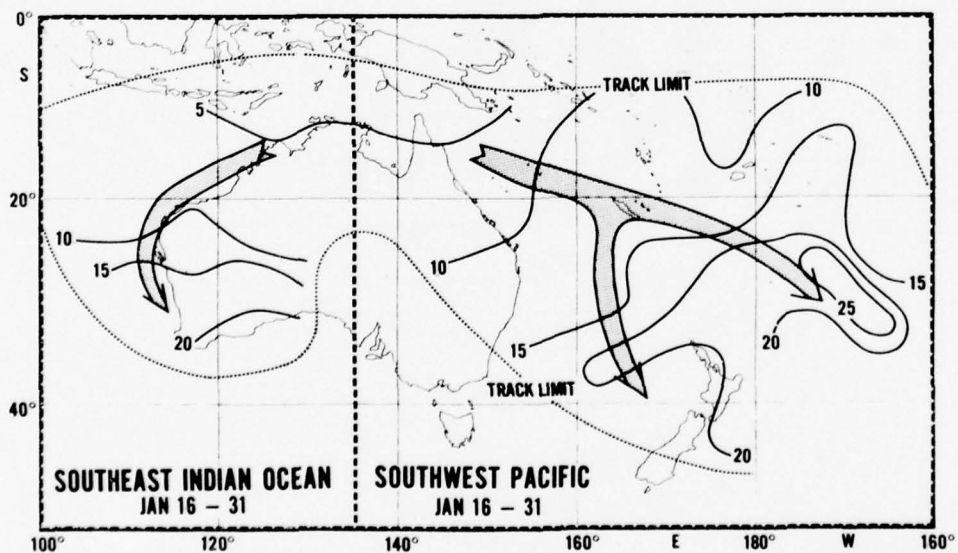 0°
S
5
TRACK LIMIT
10
20°
10
15
10
20
15
25
15
20
TRACK LIMIT
40°
20
SOUTHEAST INDIAN OCEAN
JAN 16 – 31
SOUTHWEST PACIFIC
JAN 16 – 31
100° 120° 140° 160° E 180° W 160°